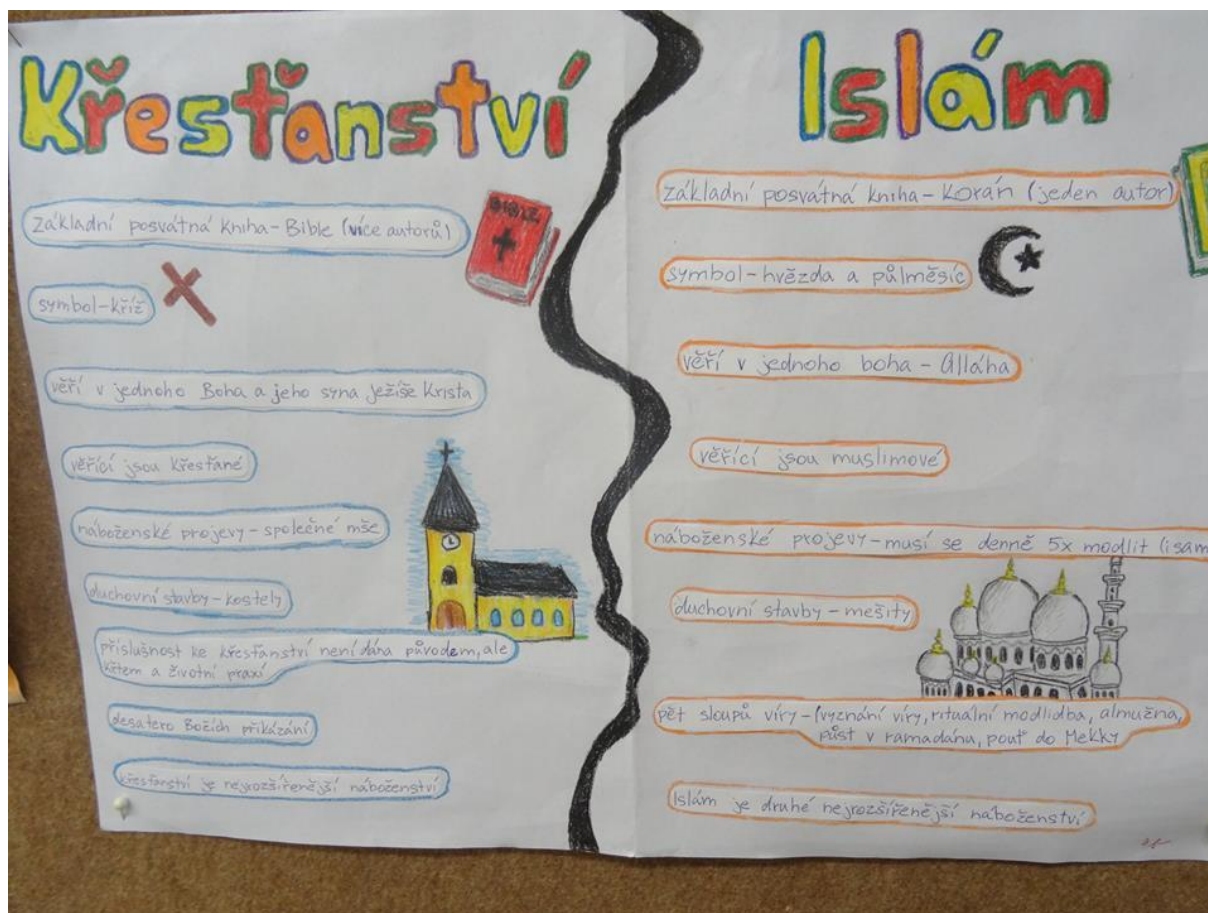 Křesťanství
základní posvátná kniha - Bible (více autorů)
BIBLE
symbol - kříž
věří v jednoho Boha a jeho syna Ježíše Krista
věřící jsou křesťané
náboženské projevy - společné mše
duchovní stavby - kostely
příslušnost ke křesťanství není dána původem, ale
křtem a životní praxí
desatero Božích přikázání
křesťanství je nejrozšířenější náboženství
Islám
základní posvátná kniha - Korán (jeden autor)
symbol - hvězda a půlměsíc
věří v jednoho boha - Alláha
věřící jsou muslimové
náboženské projevy - musí se denně 5x modlit (i sam
duchovní stavby - mešity
pět sloupů víry - (vyznání víry, rituální modlidba, almužna,
půst v ramadánu, pouť do Mekky
Islám je druhé nejrozšířenější náboženství